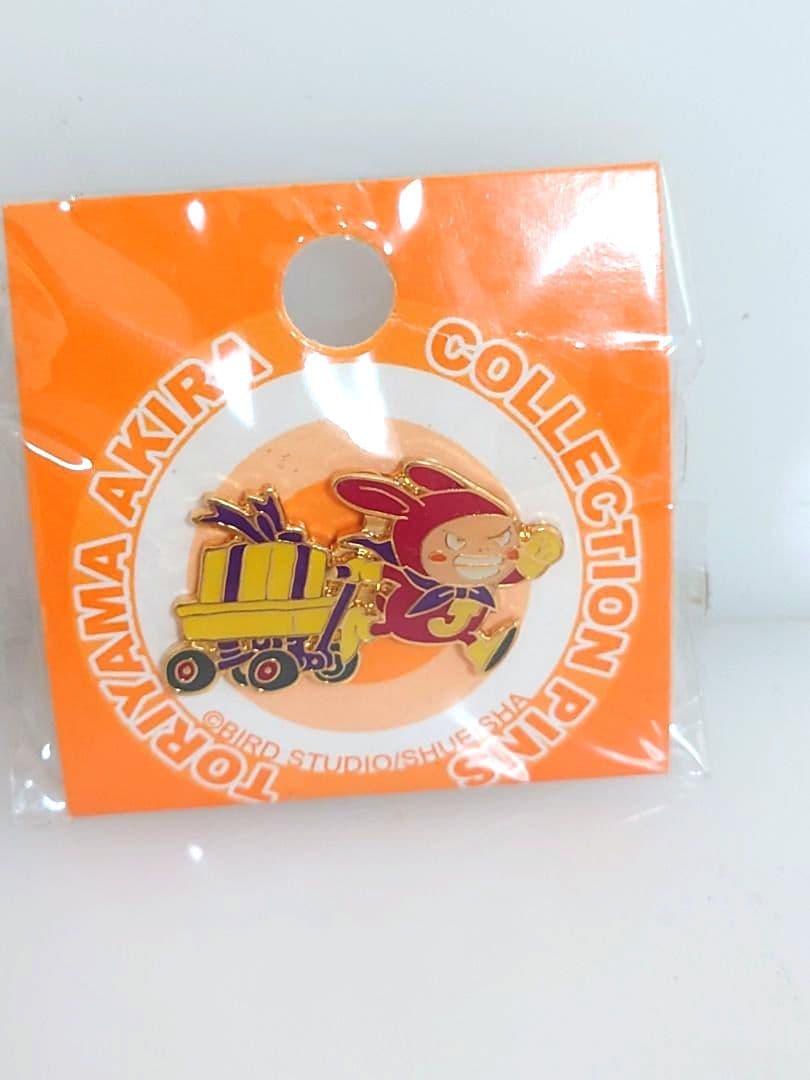 TORIYAMA AKIRA
COLLECTION PINS
J
©BIRD STUDIO/SHUEISHA